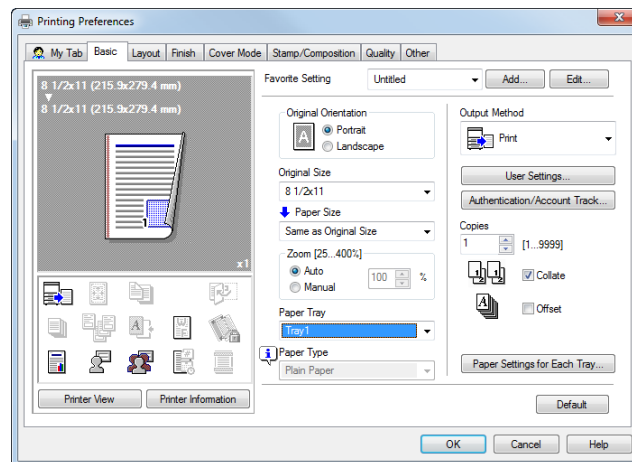 Printing Preferences
My Tab Basic Layout Finish Cover Mode Stamp/Composition Quality Other
8 1/2x11 (215.9x279.4 mm)
8 1/2x11 (215.9x279.4 mm)
1
x1
Printer View Printer Information
Favorite Setting Untitled Add... Edit...
Original Orientation
A Portrait
Landscape
Original Size
8 1/2x11
Paper Size
Same as Original Size
Zoom [25...400%]
Auto
Manual
100 %
Paper Tray
Tray1
Paper Type
Plain Paper
Output Method
Print
User Settings...
Authentication/Account Track...
Copies
1 [1...9999]
Collate
Offset
Paper Settings for Each Tray...
Default
OK Cancel Help